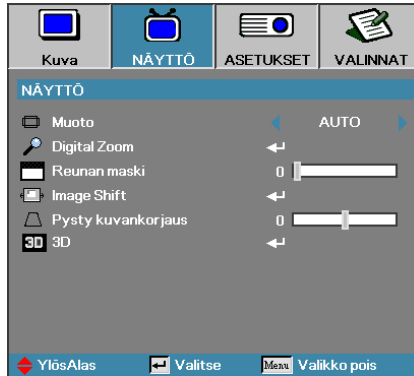 Kuva NÄYTTÖ ASETUKSET VALINNAT
NÄYTTÖ
Muoto AUTO
Digital Zoom
Reunan maski 0
Image Shift
Pysty kuvankorjaus 0
3D 3D
YlösAlas Valitse Menu Valikko pois